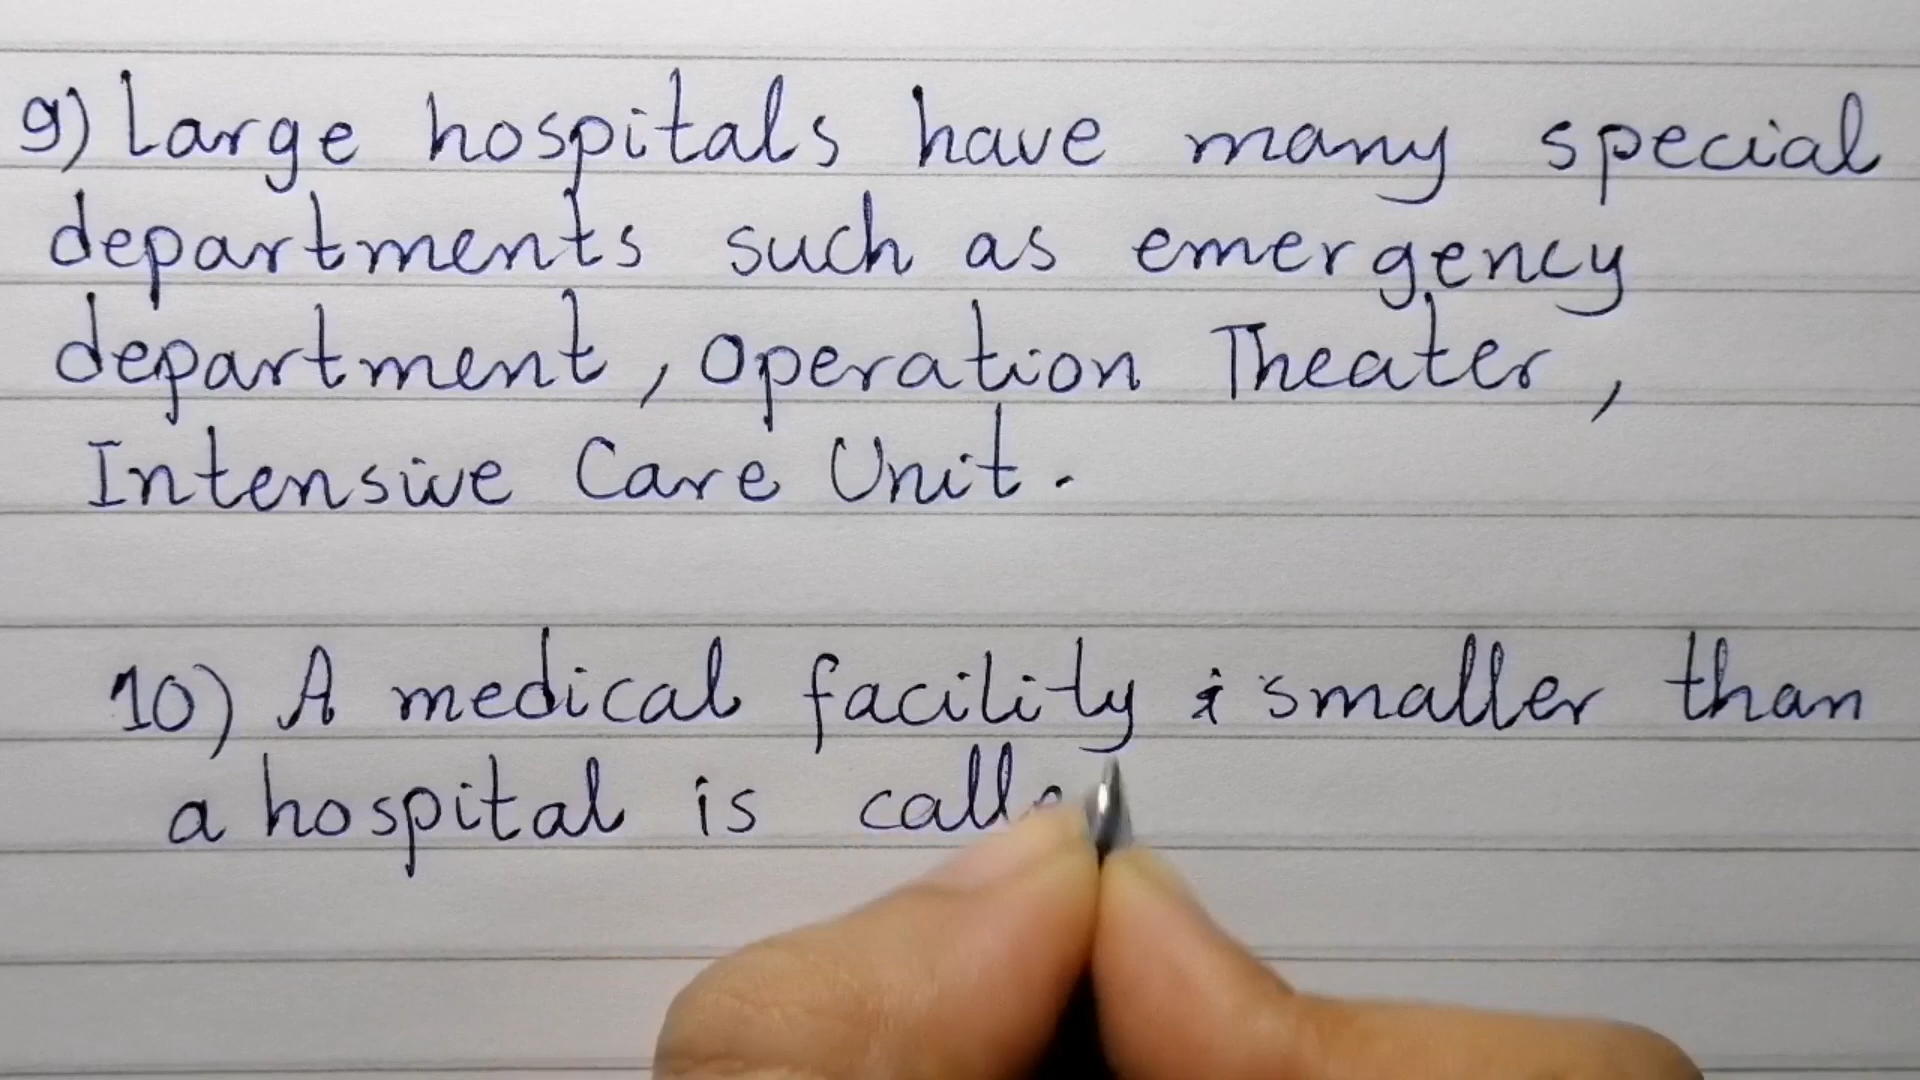 9) Large hospitals have many special
departments such as emergency
department, Operation Theater,
Intensive Care Unit.
10) A medical facility smaller than
a hospital is calle